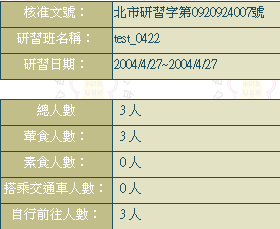 核准文號： 北市研習字第0920924007號
研習班名稱： test_0422
研習日期： 2004/4/27~2004/4/27
總人數 3 人
葷食人數： 3 人
素食人數： 0 人
搭乘交通車人數： 0 人
自行前往人數： 3 人